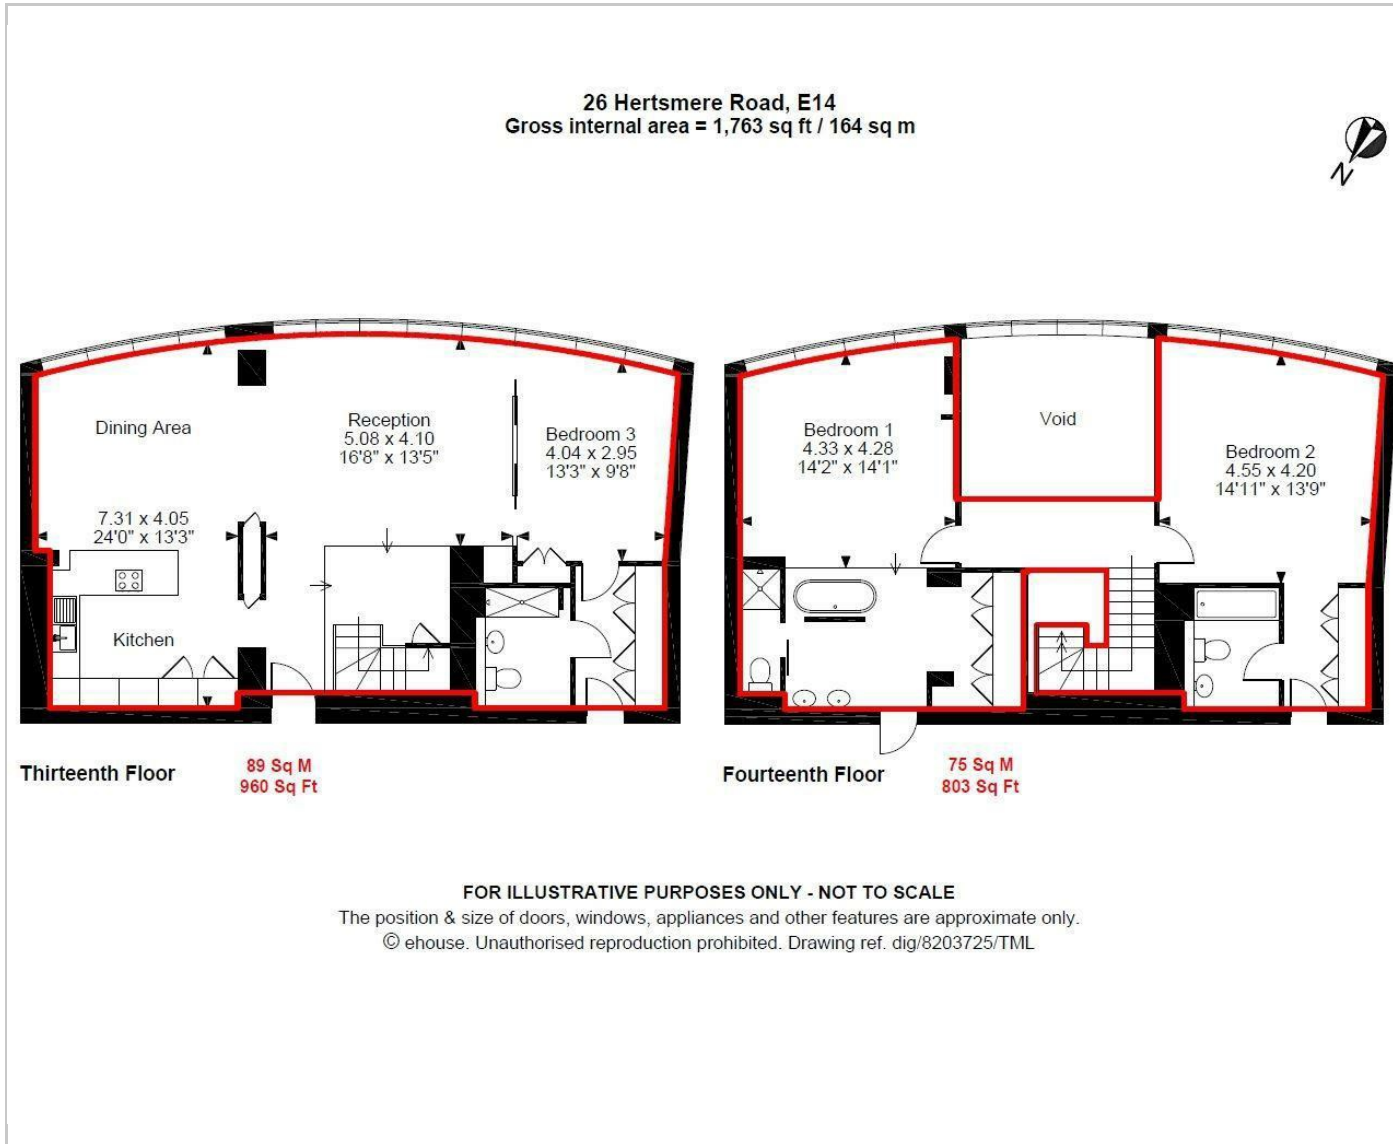 26 Hertsmere Road, E14
Gross internal area = 1,763 sq ft / 164 sq m
N
Dining Area
Reception
5.08 x 4.10
16'8" x 13'5"
Bedroom 3
4.04 x 2.95
13'3" x 9'8"
7.31 x 4.05
24'0" x 13'3"
Kitchen
Bedroom 1
4.33 x 4.28
14'2" x 14'1"
Void
Bedroom 2
4.55 x 4.20
14'11" x 13'9"
Thirteenth Floor
89 Sq M
960 Sq Ft
Fourteenth Floor
75 Sq M
803 Sq Ft
FOR ILLUSTRATIVE PURPOSES ONLY - NOT TO SCALE
The position & size of doors, windows, appliances and other features are approximate only.
© ehouse. Unauthorised reproduction prohibited. Drawing ref. dig/8203725/TML